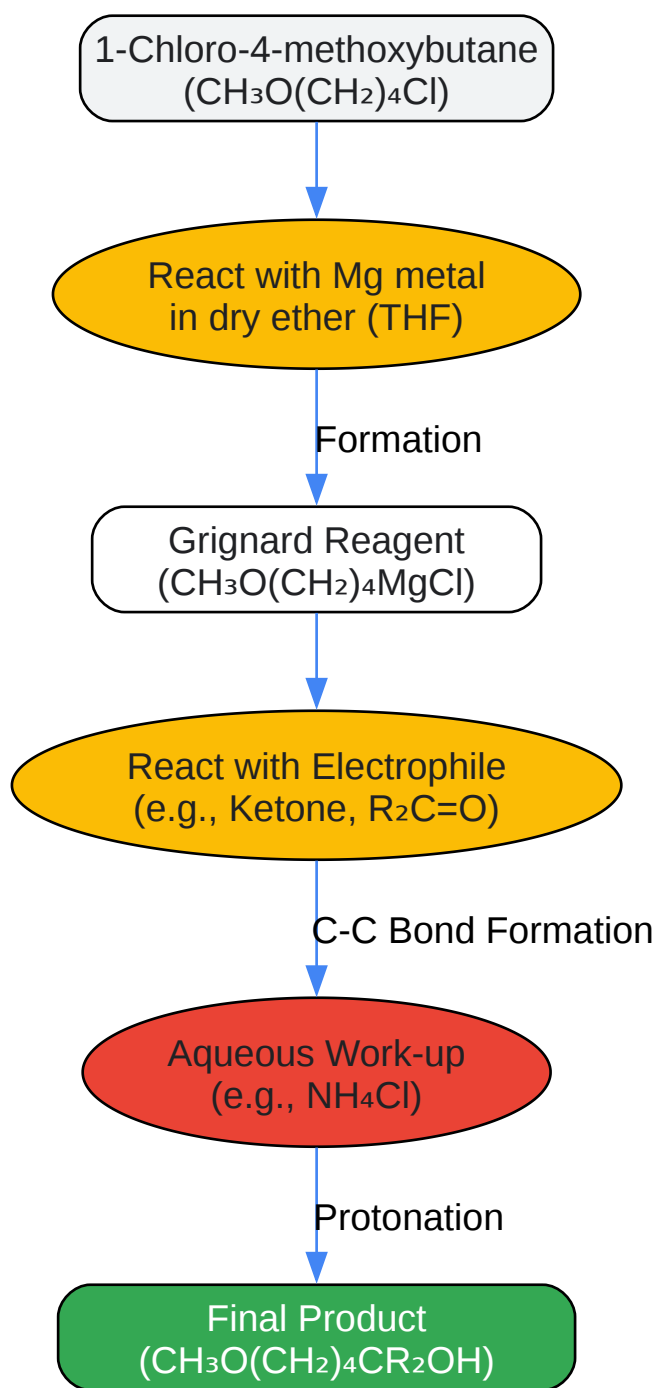 1-Chloro-4-methoxybutane
(CH₃O(CH₂)₄Cl)
React with Mg metal
in dry ether (THF)
Formation
Grignard Reagent
(CH₃O(CH₂)₄MgCl)
React with Electrophile
(e.g., Ketone, R₂C=O)
C-C Bond Formation
Aqueous Work-up
(e.g., NH₄Cl)
Protonation
Final Product
(CH₃O(CH₂)₄CR₂OH)